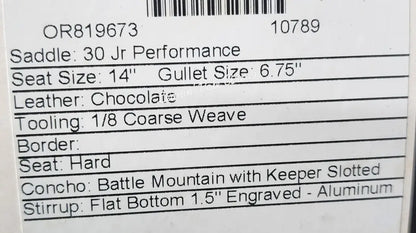 OR819673 10789
Saddle: 30 Jr Performance
Seat Size: 14" Gullet Size: 6.75"
Leather: Chocolate
Tooling: 1/8 Coarse Weave
Border:
Seat: Hard
Concho: Battle Mountain with Keeper Slotted
Stirrup: Flat Bottom 1.5" Engraved - Aluminum